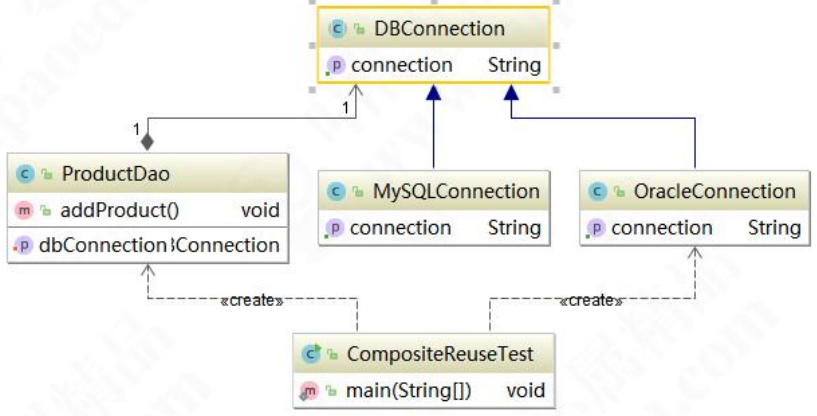 DBConnection
connection String
1
1
ProductDao
addProduct() void
dbConnection Connection
MySQLConnection
connection String
OracleConnection
connection String
«create»
«create»
CompositeReuseTest
main(String[]) void